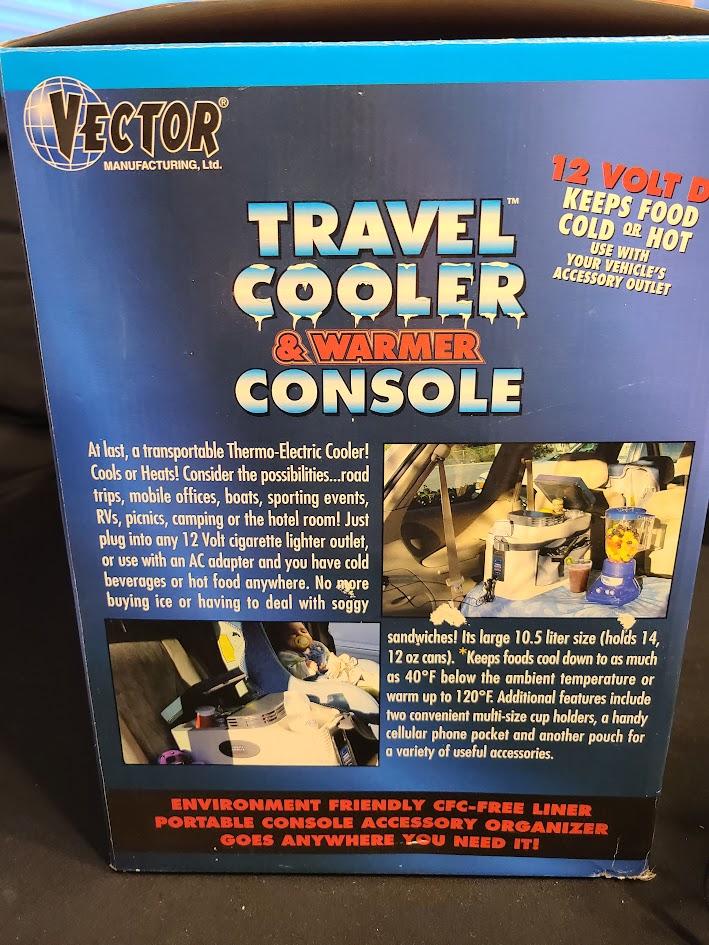 VECTOR®
MANUFACTURING, Ltd.
12 VOLT D
KEEPS FOOD
COLD OR HOT
USE WITH
YOUR VEHICLE'S
ACCESSORY OUTLET
TRAVEL™
COOLER
& WARMER
CONSOLE
At last, a transportable Thermo-Electric Cooler!
Cools or Heats! Consider the possibilities...road
trips, mobile offices, boats, sporting events,
RVs, picnics, camping or the hotel room! Just
plug into any 12 Volt cigarette lighter outlet,
or use with an AC adapter and you have cold
beverages or hot food anywhere. No more
buying ice or having to deal with soggy
sandwiches! Its large 10.5 liter size (holds 14,
12 oz cans). *Keeps foods cool down to as much
as 40°F below the ambient temperature or
warm up to 120°F. Additional features include
two convenient multi-size cup holders, a handy
cellular phone pocket and another pouch for
a variety of useful accessories.
ENVIRONMENT FRIENDLY CFC-FREE LINER
PORTABLE CONSOLE ACCESSORY ORGANIZER
GOES ANYWHERE YOU NEED IT!